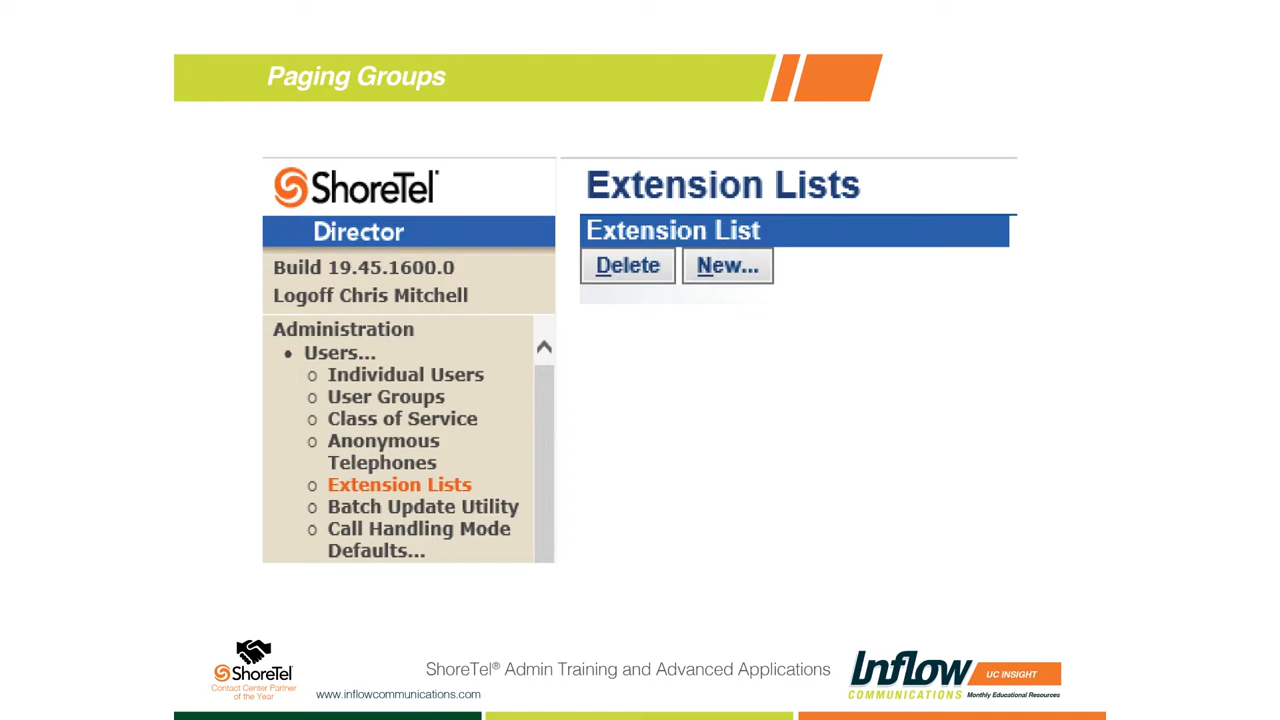 Paging Groups
ShoreTel®
Director
Build 19.45.1600.0
Logoff Chris Mitchell
Administration
• Users...
o Individual Users
o User Groups
o Class of Service
o Anonymous
Telephones
o Extension Lists
o Batch Update Utility
o Call Handling Mode
Defaults...
Extension Lists
Extension List
Delete New...
ShoreTel
Contact Center Partner
of the Year
www.inflowcommunications.com
ShoreTel® Admin Training and Advanced Applications
Inflow
COMMUNICATIONS
UC INSIGHT
Monthly Educational Resources